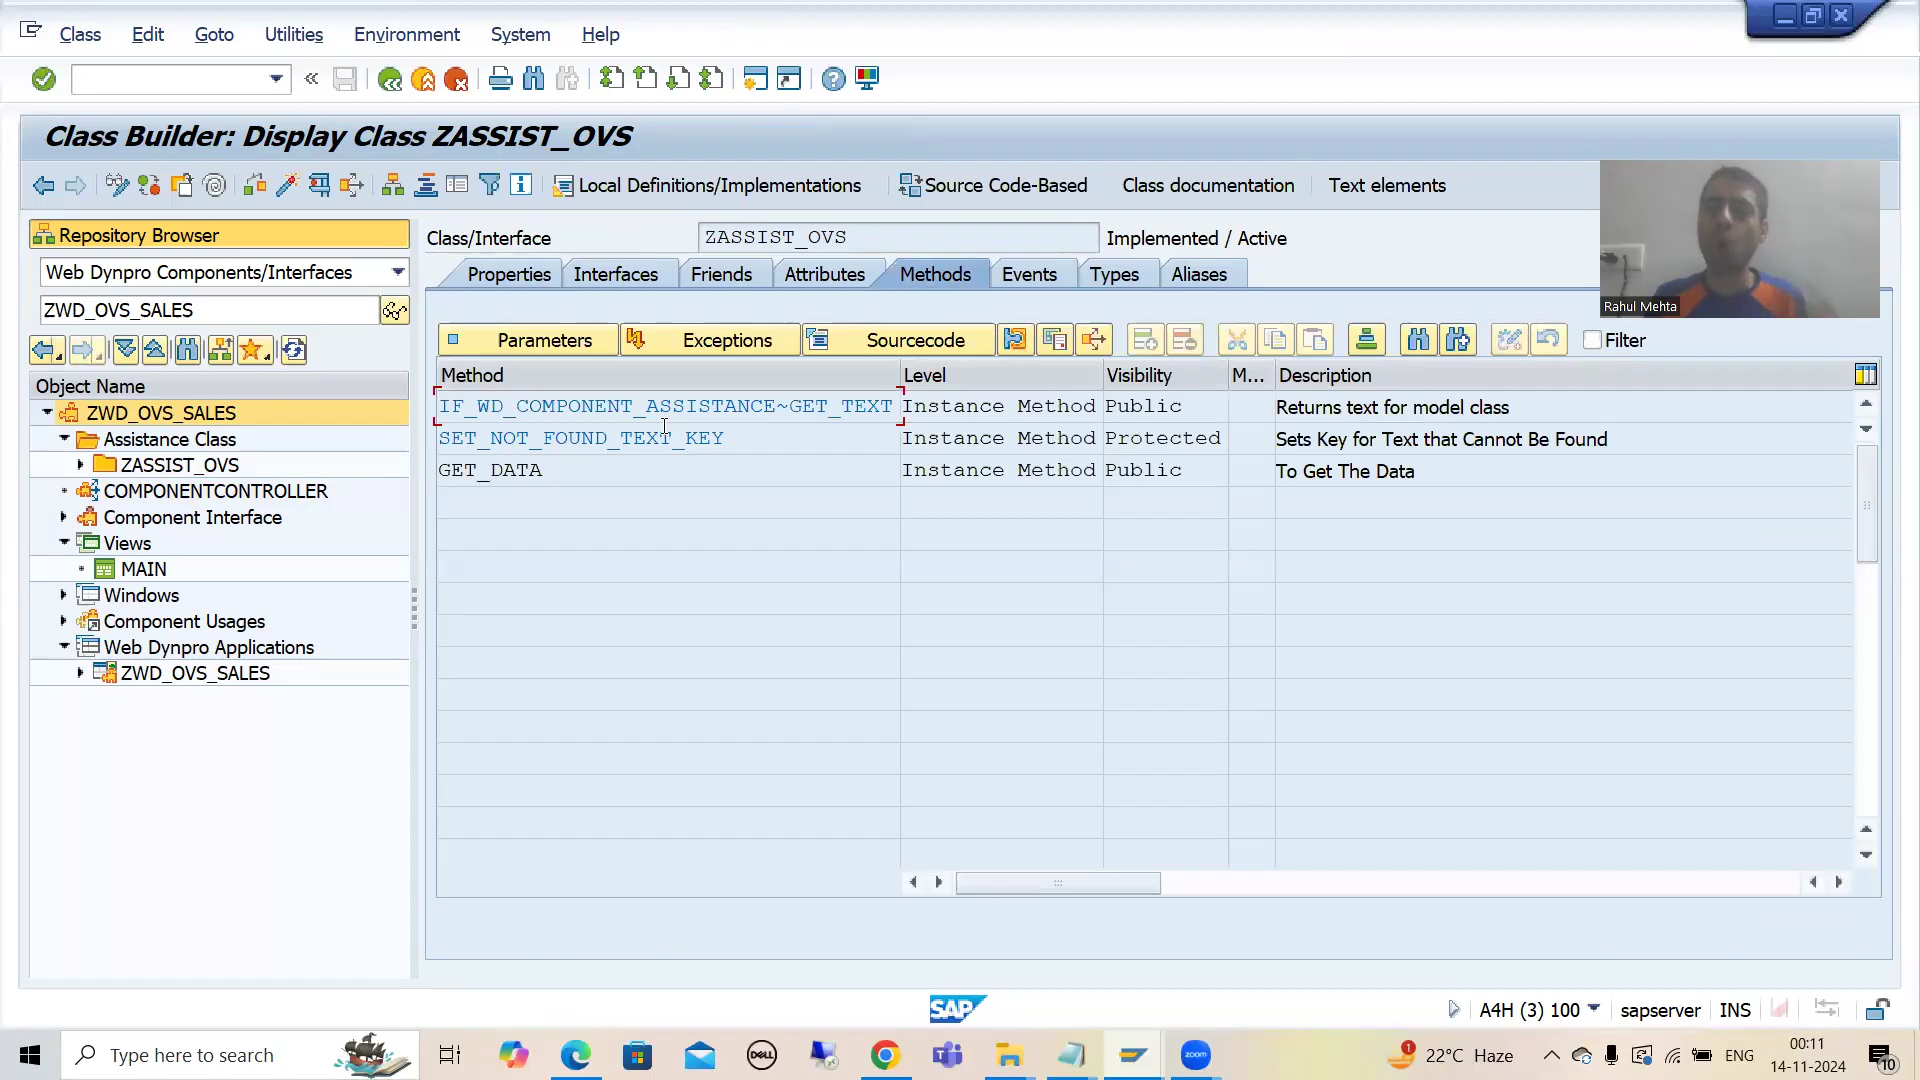 Class Edit Goto Utilities Environment System Help
Class Builder: Display Class ZASSIST_OVS
Local Definitions/Implementations Source Code-Based Class documentation Text elements
Repository Browser
Web Dynpro Components/Interfaces
ZWD_OVS_SALES
Object Name
ZWD_OVS_SALES
Assistance Class
ZASSIST_OVS
COMPONENTCONTROLLER
Component Interface
Views
MAIN
Windows
Component Usages
Web Dynpro Applications
ZWD_OVS_SALES
Class/Interface ZASSIST_OVS Implemented / Active
Properties Interfaces Friends Attributes Methods Events Types Aliases
Parameters Exceptions Sourcecode Filter
Method Level Visibility M... Description
IF_WD_COMPONENT_ASSISTANCE~GET_TEXT Instance Method Public Returns text for model class
SET_NOT_FOUND_TEXT_KEY Instance Method Protected Sets Key for Text that Cannot Be Found
GET_DATA Instance Method Public To Get The Data
Rahul Mehta
SAP
A4H (3) 100 sapserver INS
Type here to search
DELL
zoom
1
22°C Haze
ENG
00:11
14-11-2024
10